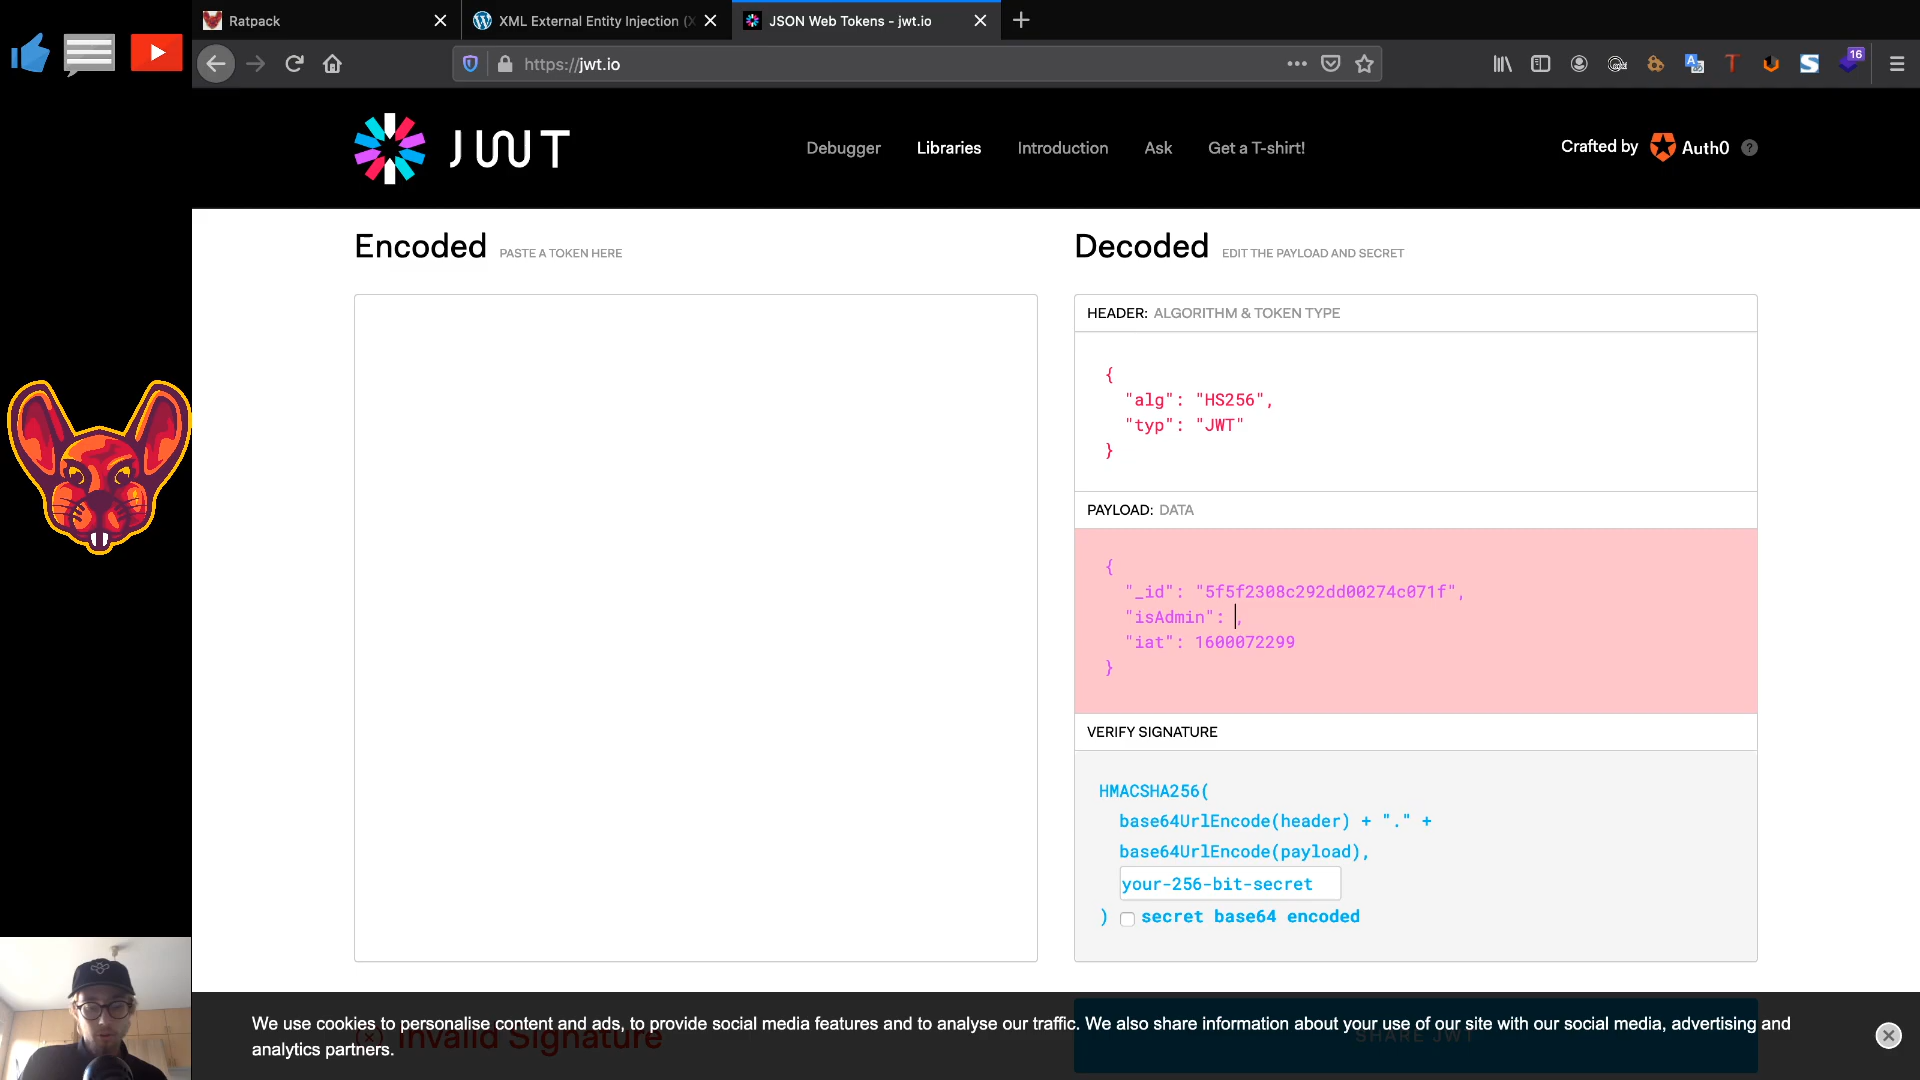 Ratpack
XML External Entity Injection (X
JSON Web Tokens - jwt.io
https://jwt.io
16
JWT
Debugger
Libraries
Introduction
Ask
Get a T-shirt!
Crafted by
Auth0
?
Encoded PASTE A TOKEN HERE
Decoded EDIT THE PAYLOAD AND SECRET
HEADER: ALGORITHM & TOKEN TYPE
{
"alg": "HS256",
"typ": "JWT"
}
PAYLOAD: DATA
{
"_id": "5f5f2308c292dd00274c071f",
"isAdmin": ,
"iat": 1600072299
}
VERIFY SIGNATURE
HMACSHA256(
base64UrlEncode(header) + "." +
base64UrlEncode(payload),
your-256-bit-secret
) secret base64 encoded
Invalid Signature
SHARE JWT
We use cookies to personalise content and ads, to provide social media features and to analyse our traffic. We also share information about your use of our site with our social media, advertising and
analytics partners.